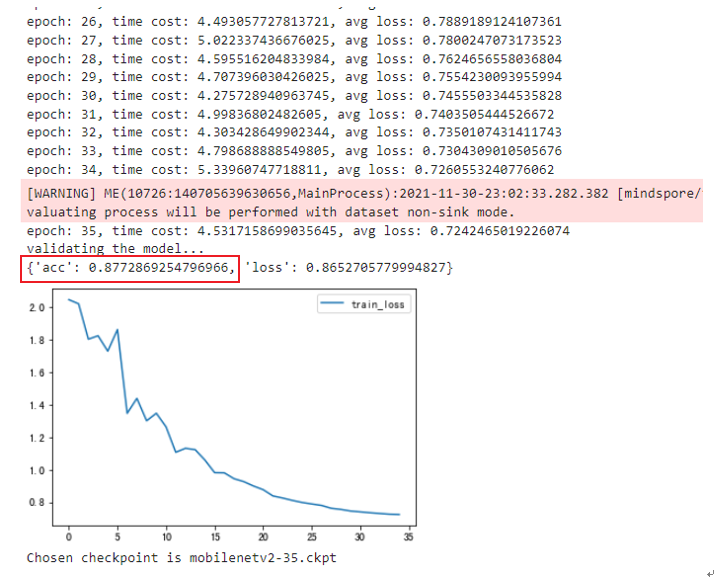 epoch: 26, time cost: 4.493057727813721, avg loss: 0.7889189124107361
epoch: 27, time cost: 5.022337436676025, avg loss: 0.7800247073173523
epoch: 28, time cost: 4.595516204833984, avg loss: 0.7624656558036804
epoch: 29, time cost: 4.707396030426025, avg loss: 0.7554230093955994
epoch: 30, time cost: 4.275728940963745, avg loss: 0.7455503344535828
epoch: 31, time cost: 4.99836802482605, avg loss: 0.7403505444526672
epoch: 32, time cost: 4.303428649902344, avg loss: 0.7350107431411743
epoch: 33, time cost: 4.798688888549805, avg loss: 0.7304309010505676
epoch: 34, time cost: 5.33960747718811, avg loss: 0.7260553240776062
[WARNING] ME(10726:140705639630656,MainProcess):2021-11-30-23:02:33.282.382 [mindspore/
valuating process will be performed with dataset non-sink mode.
epoch: 35, time cost: 4.5317158699035645, avg loss: 0.7242465019226074
validating the model...
{'acc': 0.8772869254796966, 'loss': 0.8652705779994827}
train_loss
2.0
1.8
1.6
1.4
1.2
1.0
0.8
0 5 10 15 20 25 30 35
Chosen checkpoint is mobilenetv2-35.ckpt